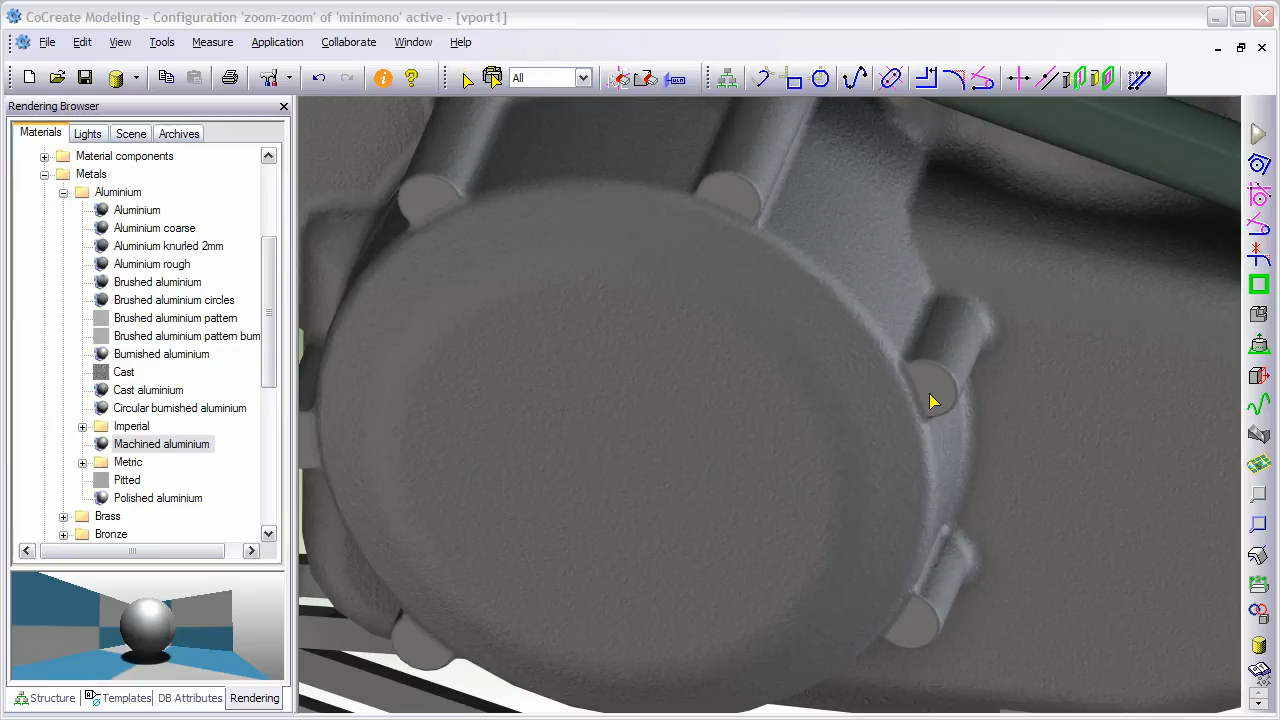 CoCreate Modeling - Configuration 'zoom-zoom' of 'minimono' active - [vport1]
File Edit View Tools Measure Application Collaborate Window Help
All
Rendering Browser
Materials Lights Scene Archives
Material components
Metals
Aluminium
Aluminium
Aluminium coarse
Aluminium knurled 2mm
Aluminium rough
Brushed aluminium
Brushed aluminium circles
Brushed aluminium pattern
Brushed aluminium pattern bum
Burnished aluminium
Cast
Cast aluminium
Circular burnished aluminium
Imperial
Machined aluminium
Metric
Pitted
Polished aluminium
Brass
Bronze
Structure Templates DB Attributes Rendering